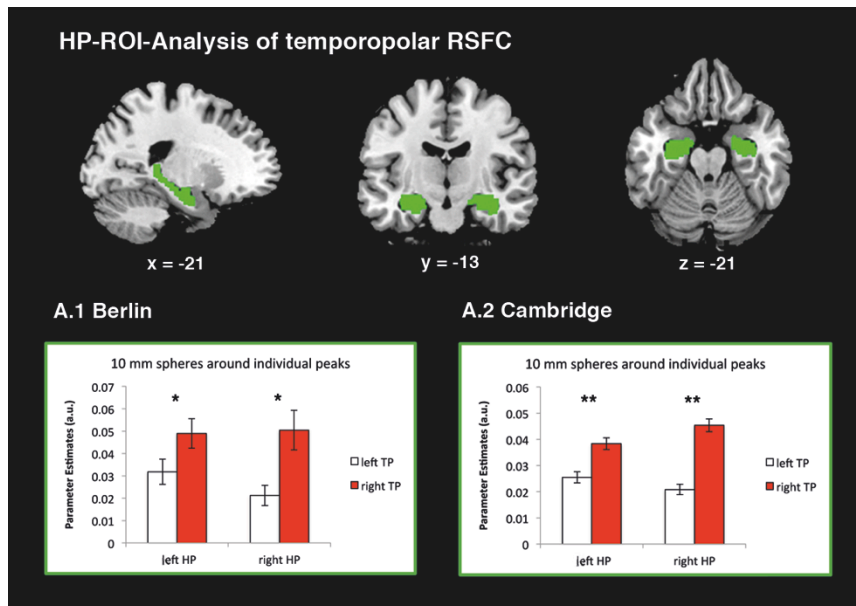 HP-ROI-Analysis of temporopolar RSFC
x = -21
y = -13
z = -21
A.1 Berlin
10 mm spheres around individual peaks
Parameter Estimates (a.u.)
0.07
0.06
0.05
0.04
0.03
0.02
0.01
0
*
*
left TP
right TP
left HP
right HP
A.2 Cambridge
10 mm spheres around individual peaks
Parameter Estimates (a.u.)
0.06
0.05
0.04
0.03
0.02
0.01
0
**
**
left TP
right TP
left HP
right HP